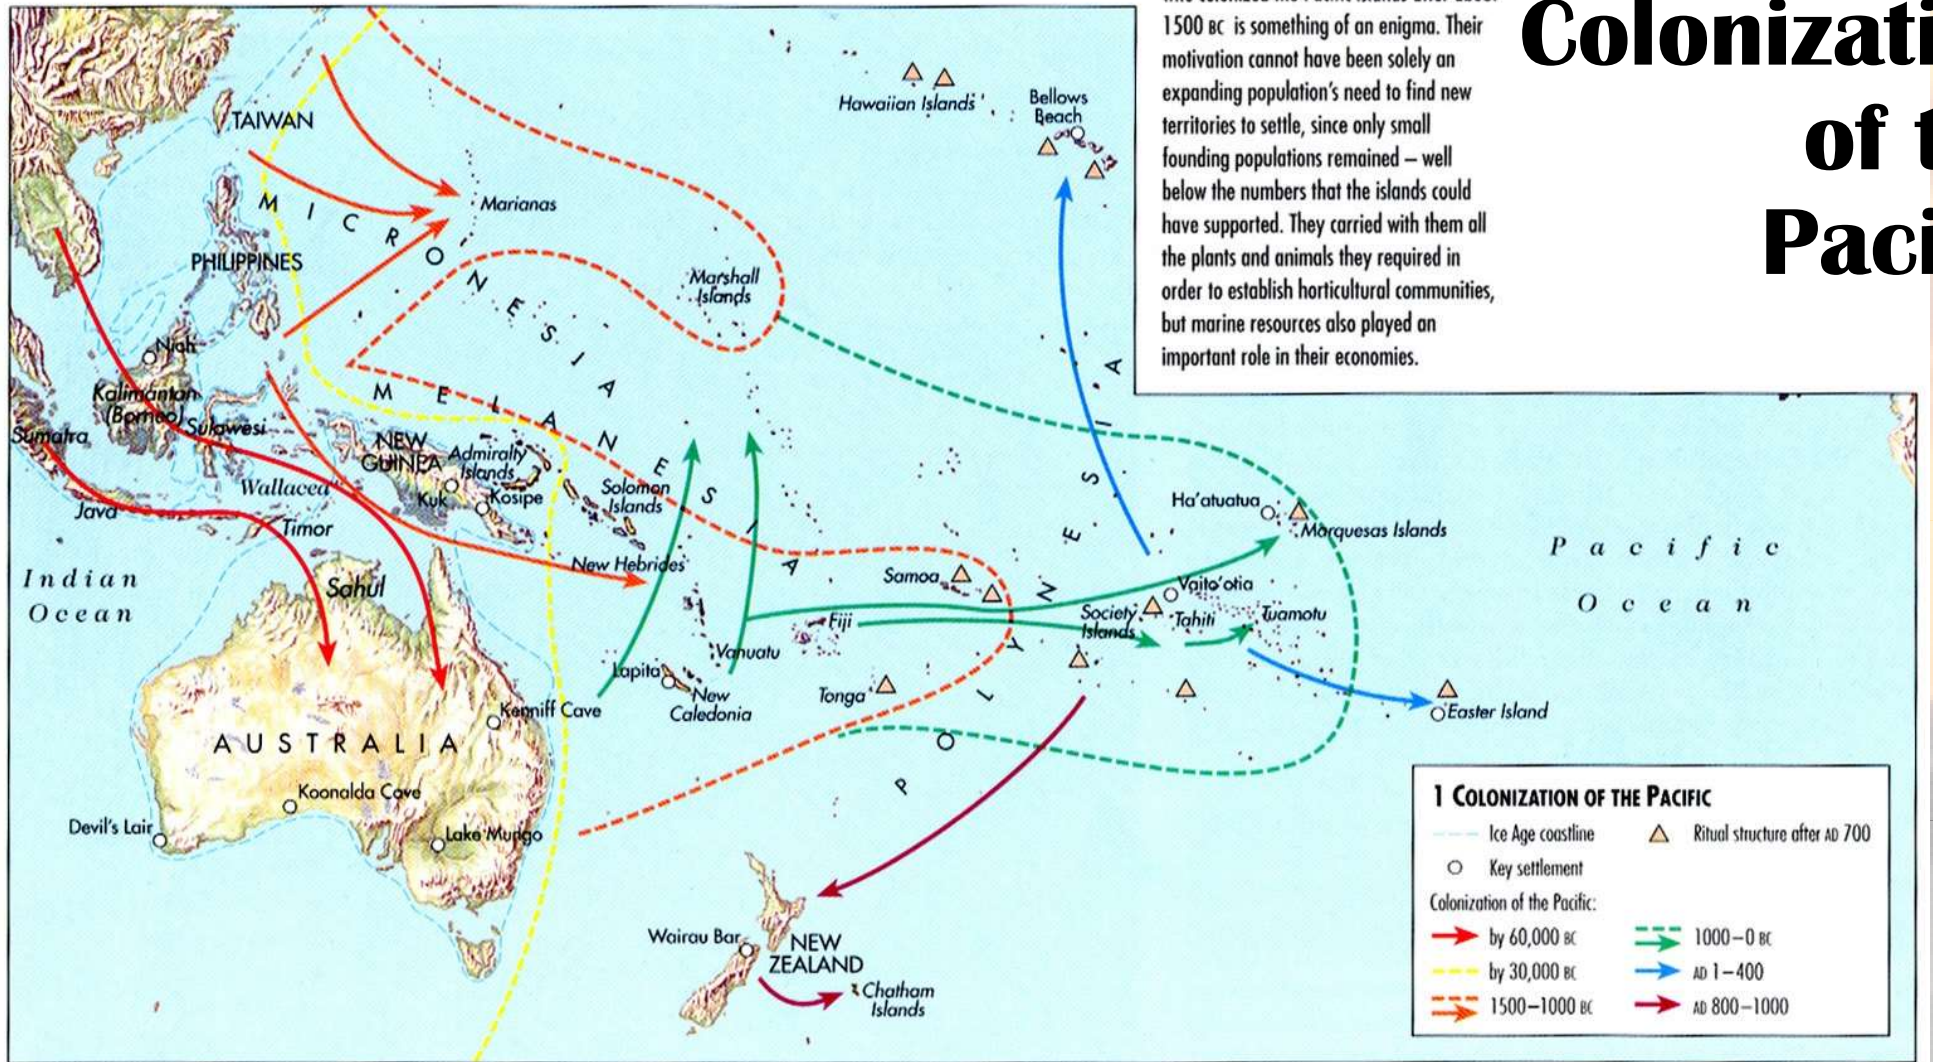 1500 BC is something of an enigma. Their
motivation cannot have been solely an
expanding population's need to find new
territories to settle, since only small
founding populations remained – well
below the numbers that the islands could
have supported. They carried with them all
the plants and animals they required in
order to establish horticultural communities,
but marine resources also played an
important role in their economies.
Colonizati
of t
Paci
Hawaiian Islands
Bellows
Beach
TAIWAN
MICRONESIA
Marianas
PHILIPPINES
Marshall
Islands
Niah
Kalimantan
(Borneo)
Sulawesi
Sumatra
MELANESIA
NEW
GUINEA
Admiralty
Islands
Kuk
Kosipe
Solomon
Islands
Wallacea
Java
Timor
New Hebrides
Indian
Ocean
Sahul
Samoa
Ha'atuatua
Marquesas Islands
Pacific
Ocean
POLYNESIA
Vaito'otia
Society
Islands
Tahiti
Tuamotu
Fiji
Vanuatu
Lapita
New
Caledonia
Tonga
Easter Island
Kenniff Cave
AUSTRALIA
Koonalda Cave
Devil's Lair
Lake Mungo
Wairau Bar
NEW
ZEALAND
Chatham
Islands
1 COLONIZATION OF THE PACIFIC
Ice Age coastline
Ritual structure after AD 700
Key settlement
Colonization of the Pacific:
by 60,000 BC
1000–0 BC
by 30,000 BC
AD 1–400
1500–1000 BC
AD 800–1000